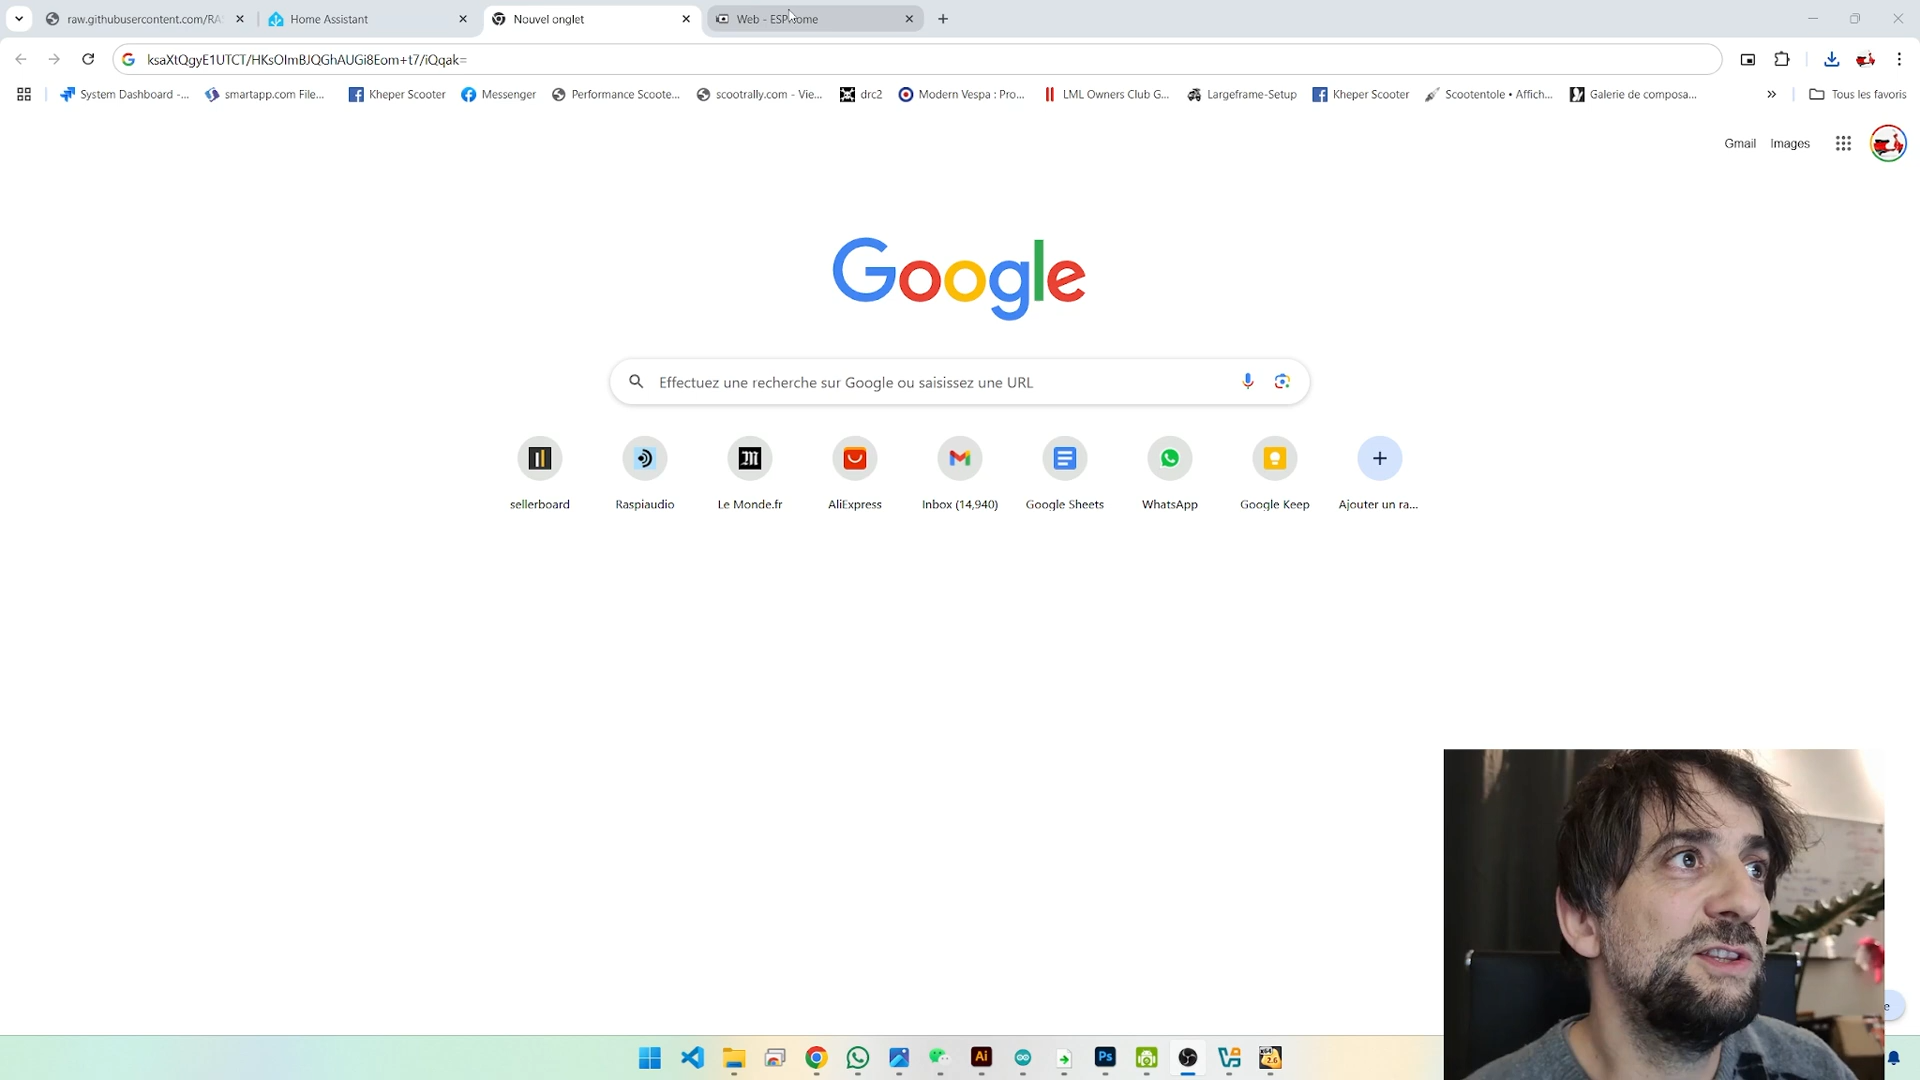 raw.githubusercontent.com/RA
Home Assistant
Nouvel onglet
Web - ESPHome
ksaXtQgyE1UTCT/HKsOlmBJQGhAUGi8Eom+t7/iQqak=
System Dashboard -...
smartapp.com File...
Kheper Scooter
Messenger
Performance Scoote...
scootrally.com - Vie...
drc2
Modern Vespa : Pro...
LML Owners Club G...
Largeframe-Setup
Kheper Scooter
Scootentole • Affich...
Galerie de composa...
»
Tous les favoris
Gmail
Images
Google
Effectuez une recherche sur Google ou saisissez une URL
sellerboard
Raspiaudio
Le Monde.fr
AliExpress
Inbox (14,940)
Google Sheets
WhatsApp
Google Keep
Ajouter un ra...
Ai
Ps